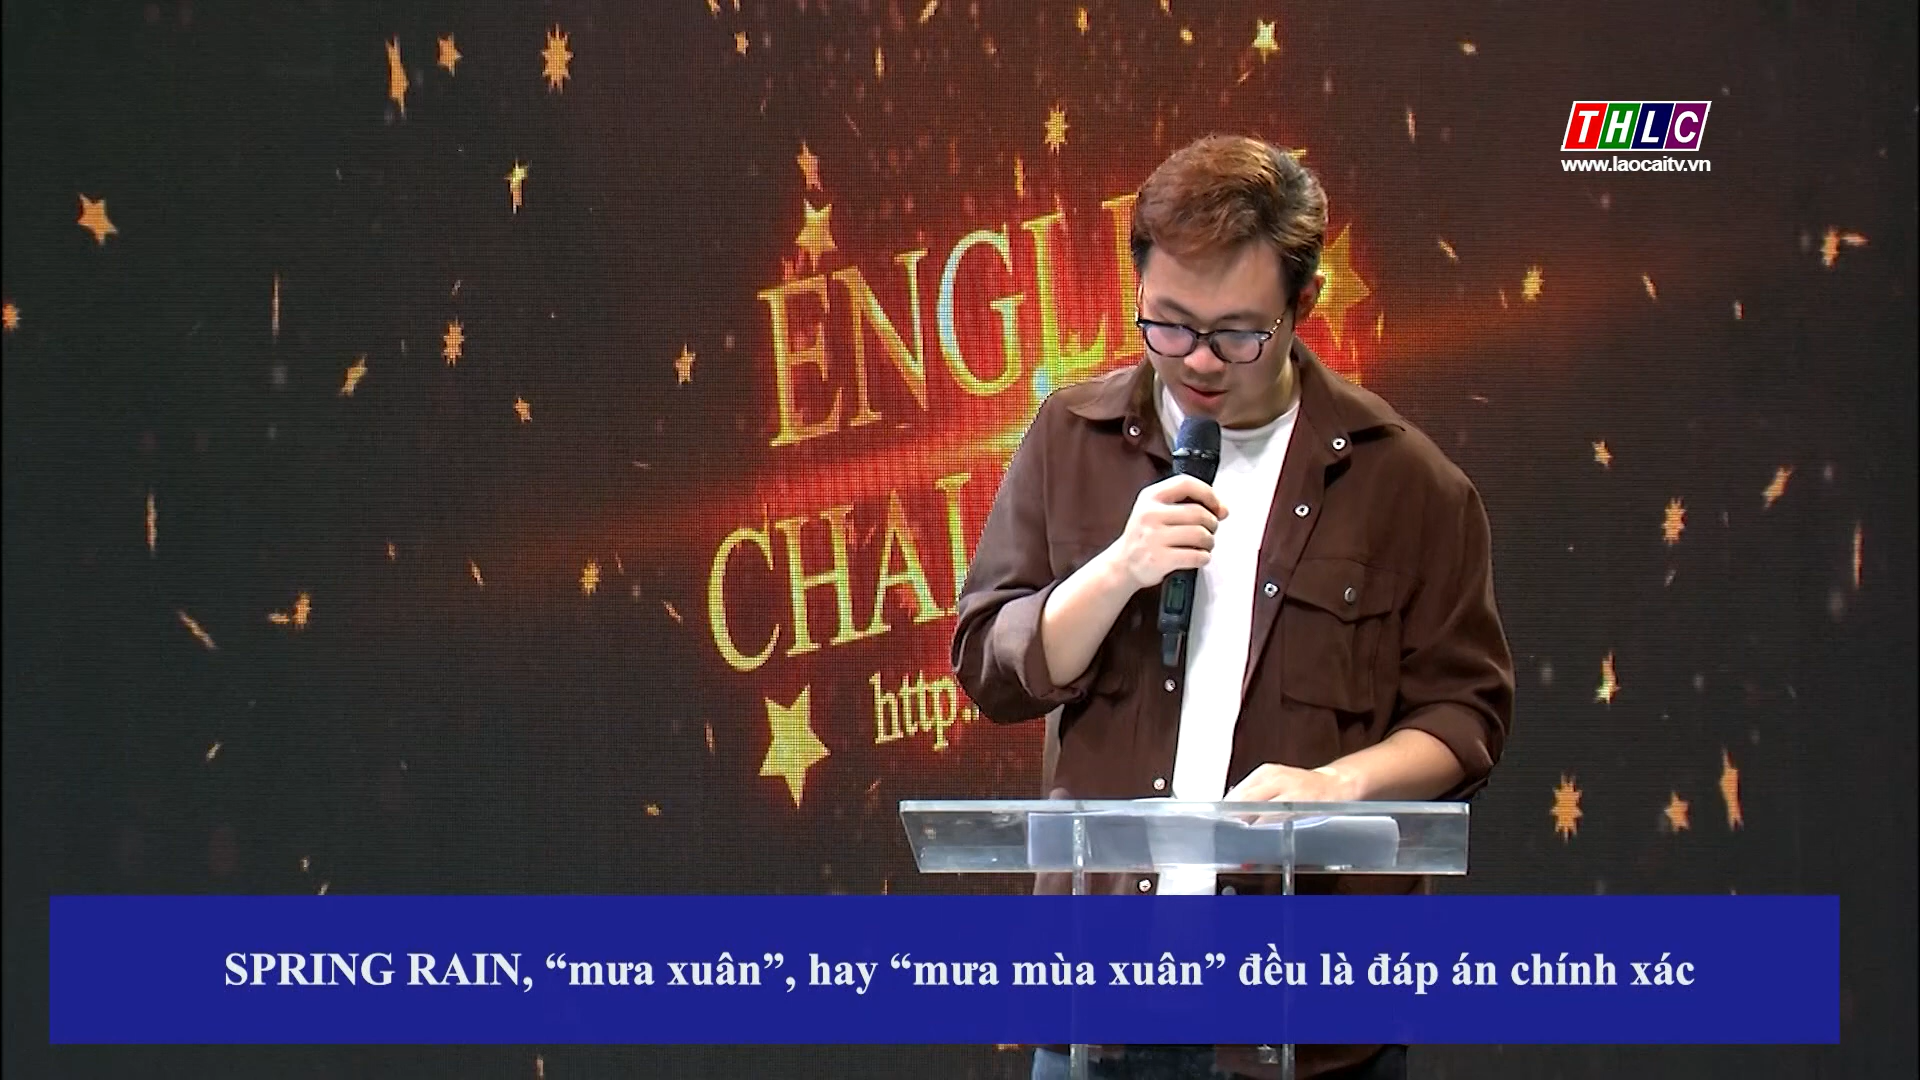 THLC
www.laocaitv.vn
ENGLI
CHAL
http...
SPRING RAIN, “mưa xuân”, hay “mưa mùa xuân” đều là đáp án chính xác